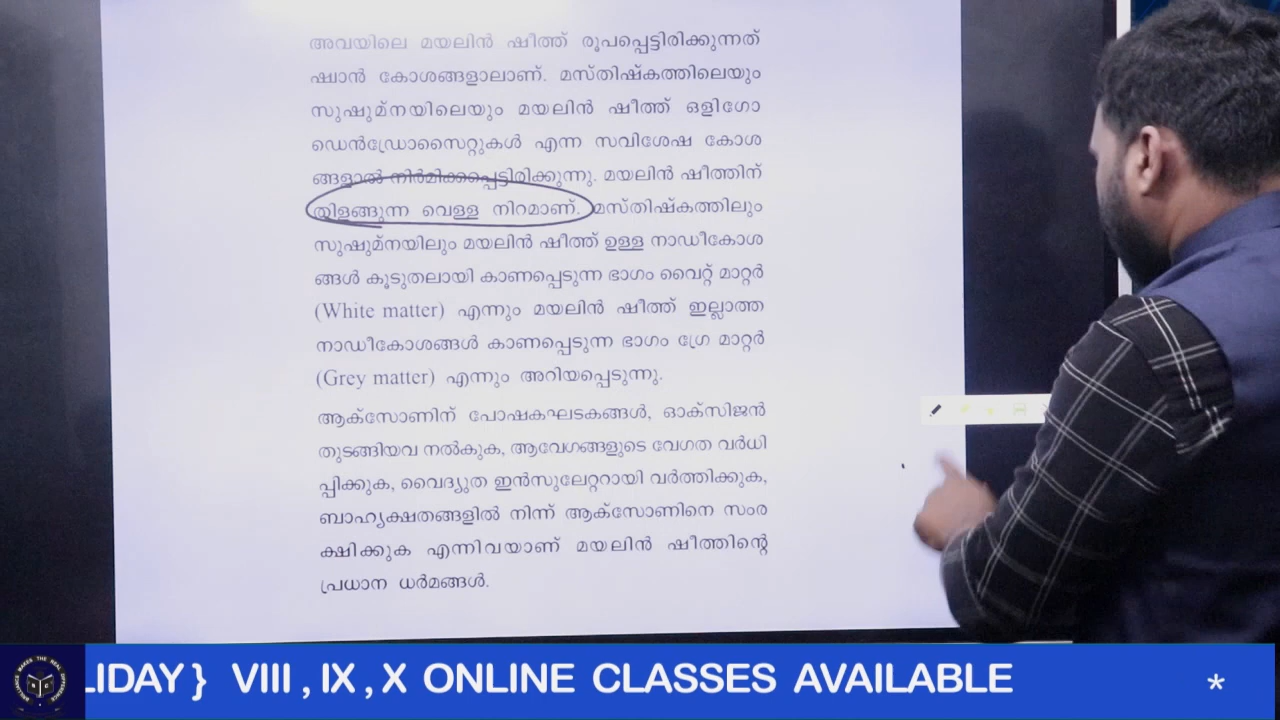 അവയിലെ മയലിൻ ഷീത്ത് രൂപപ്പെട്ടിരിക്കുന്നത്
ഷ്വാൻ കോശങ്ങളാലാണ്. മസ്തിഷ്കത്തിലെയും
സുഷുമ്നയിലെയും മയലിൻ ഷീത്ത് ഒളിഗോ
ഡെൻഡ്രോസൈറ്റുകൾ എന്ന സവിശേഷ കോശ
ങ്ങളാൽ നിർമിക്കപ്പെട്ടിരിക്കുന്നു. മയലിൻ ഷീത്തിന്
തിളങ്ങുന്ന വെള്ള നിറമാണ്. മസ്തിഷ്കത്തിലും
സുഷുമ്നയിലും മയലിൻ ഷീത്ത് ഉള്ള നാഡീകോശ
ങ്ങൾ കൂടുതലായി കാണപ്പെടുന്ന ഭാഗം വൈറ്റ് മാറ്റർ
(White matter) എന്നും മയലിൻ ഷീത്ത് ഇല്ലാത്ത
നാഡീകോശങ്ങൾ കാണപ്പെടുന്ന ഭാഗം ഗ്രേ മാറ്റർ
(Grey matter) എന്നും അറിയപ്പെടുന്നു.
ആക്സോണിന് പോഷകഘടകങ്ങൾ, ഓക്സിജൻ
തുടങ്ങിയവ നൽകുക, ആവേഗങ്ങളുടെ വേഗത വർധി
പ്പിക്കുക, വൈദ്യുത ഇൻസുലേറ്ററായി വർത്തിക്കുക,
ബാഹ്യക്ഷതങ്ങളിൽ നിന്ന് ആക്സോണിനെ സംര
ക്ഷിക്കുക എന്നിവയാണ് മയലിൻ ഷീത്തിന്റെ
പ്രധാന ധർമങ്ങൾ.
LIDAY } VIII , IX , X ONLINE CLASSES AVAILABLE *